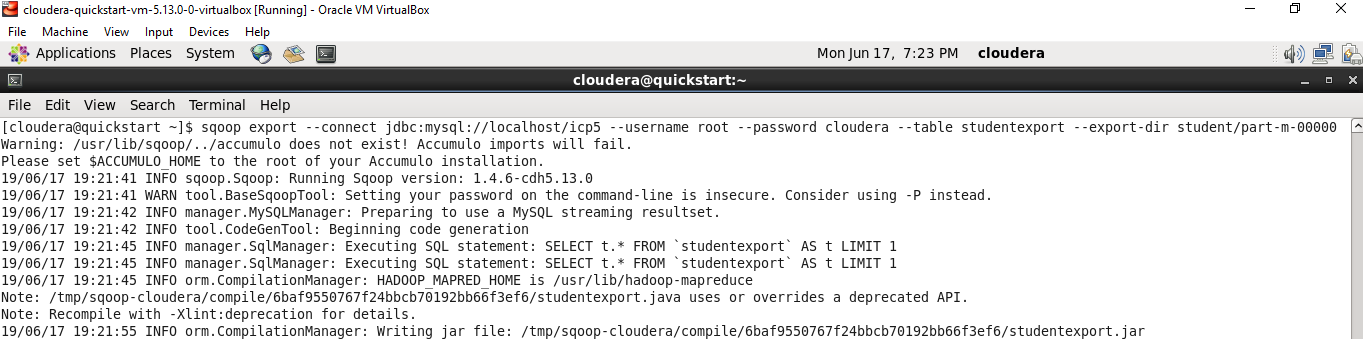 cloudera-quickstart-vm-5.13.0-0-virtualbox [Running] - Oracle VM VirtualBox
File Machine View Input Devices Help
Applications Places System Mon Jun 17, 7:23 PM cloudera
cloudera@quickstart:~
File Edit View Search Terminal Help
[cloudera@quickstart ~]$ sqoop export --connect jdbc:mysql://localhost/icp5 --username root --password cloudera --table studentexport --export-dir student/part-m-00000
Warning: /usr/lib/sqoop/../accumulo does not exist! Accumulo imports will fail.
Please set $ACCUMULO_HOME to the root of your Accumulo installation.
19/06/17 19:21:41 INFO sqoop.Sqoop: Running Sqoop version: 1.4.6-cdh5.13.0
19/06/17 19:21:41 WARN tool.BaseSqoopTool: Setting your password on the command-line is insecure. Consider using -P instead.
19/06/17 19:21:42 INFO manager.MySQLManager: Preparing to use a MySQL streaming resultset.
19/06/17 19:21:42 INFO tool.CodeGenTool: Beginning code generation
19/06/17 19:21:45 INFO manager.SqlManager: Executing SQL statement: SELECT t.* FROM `studentexport` AS t LIMIT 1
19/06/17 19:21:45 INFO manager.SqlManager: Executing SQL statement: SELECT t.* FROM `studentexport` AS t LIMIT 1
19/06/17 19:21:45 INFO orm.CompilationManager: HADOOP_MAPRED_HOME is /usr/lib/hadoop-mapreduce
Note: /tmp/sqoop-cloudera/compile/6baf9550767f24bbcb70192bb66f3ef6/studentexport.java uses or overrides a deprecated API.
Note: Recompile with -Xlint:deprecation for details.
19/06/17 19:21:55 INFO orm.CompilationManager: Writing jar file: /tmp/sqoop-cloudera/compile/6baf9550767f24bbcb70192bb66f3ef6/studentexport.jar